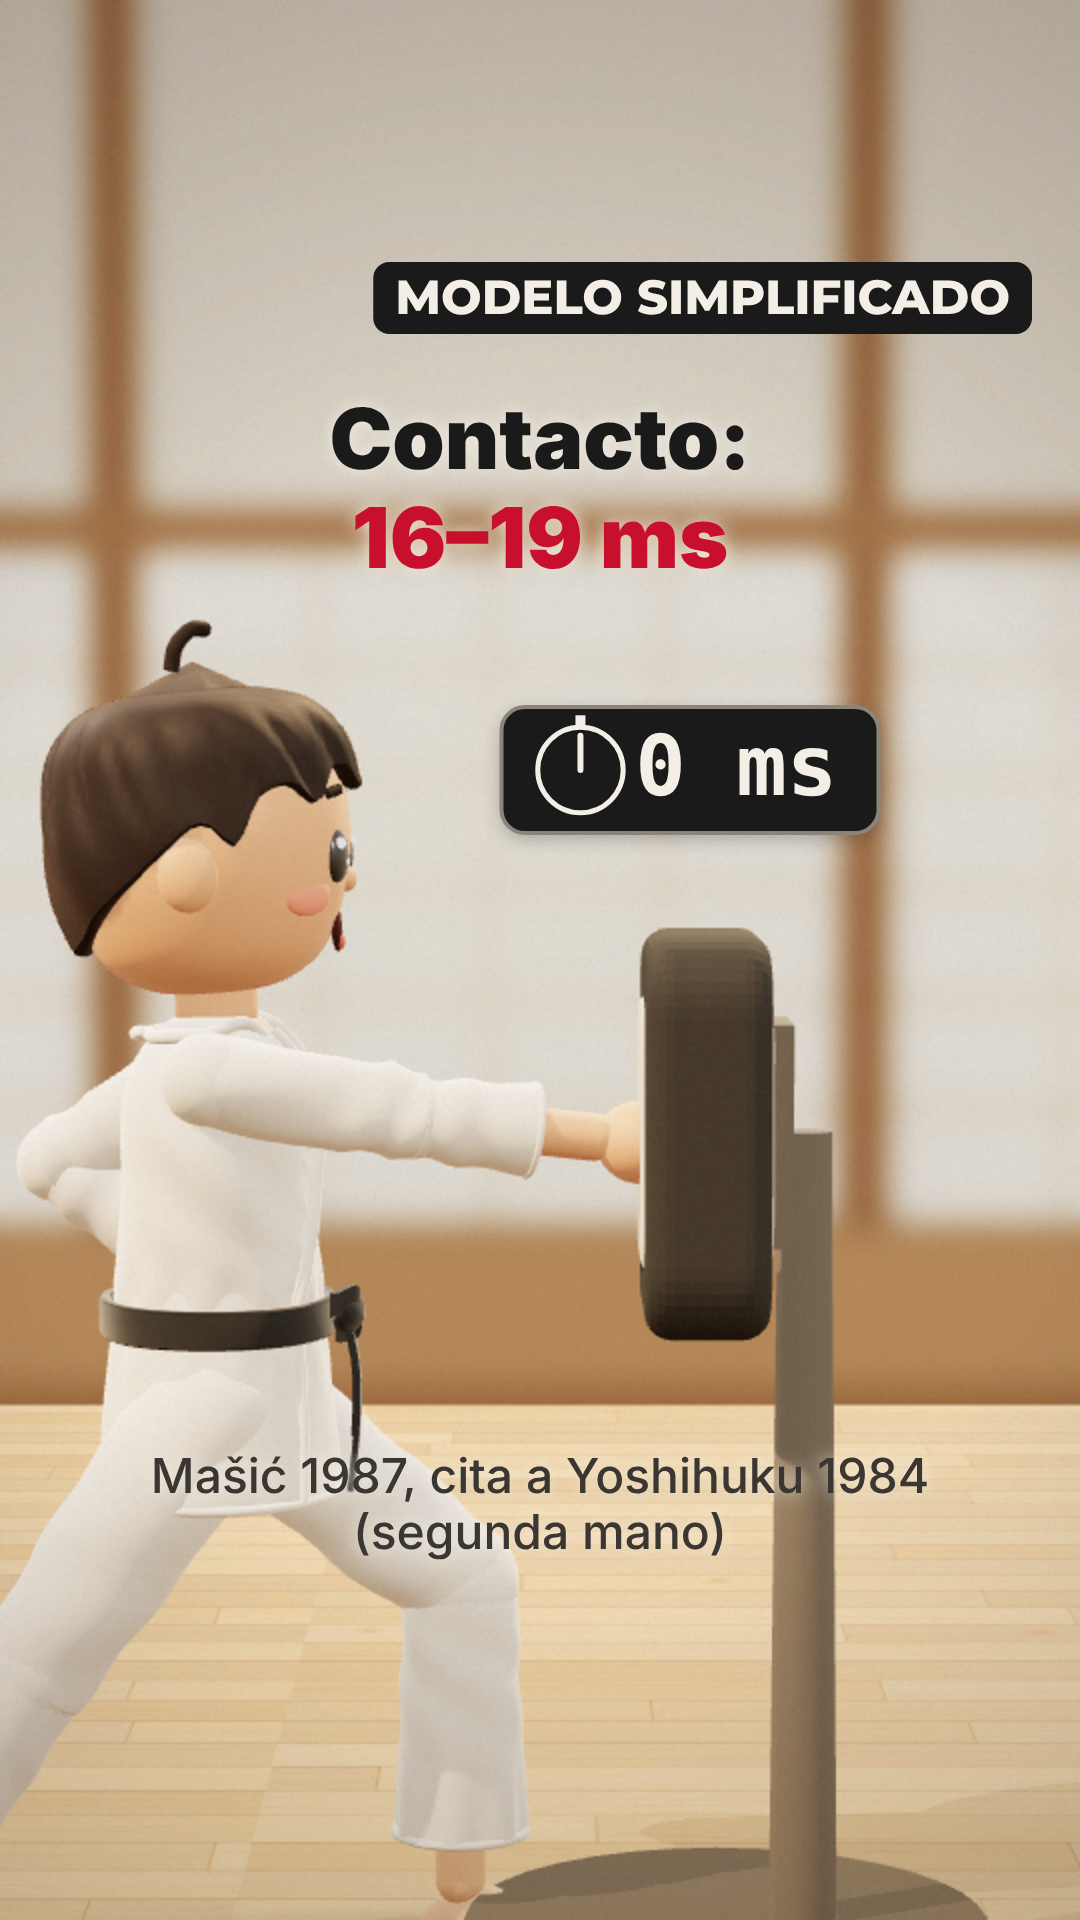 MODELO SIMPLIFICADO
Contacto:
16–19 ms
0 ms
Mašić 1987, cita a Yoshihuku 1984
(segunda mano)